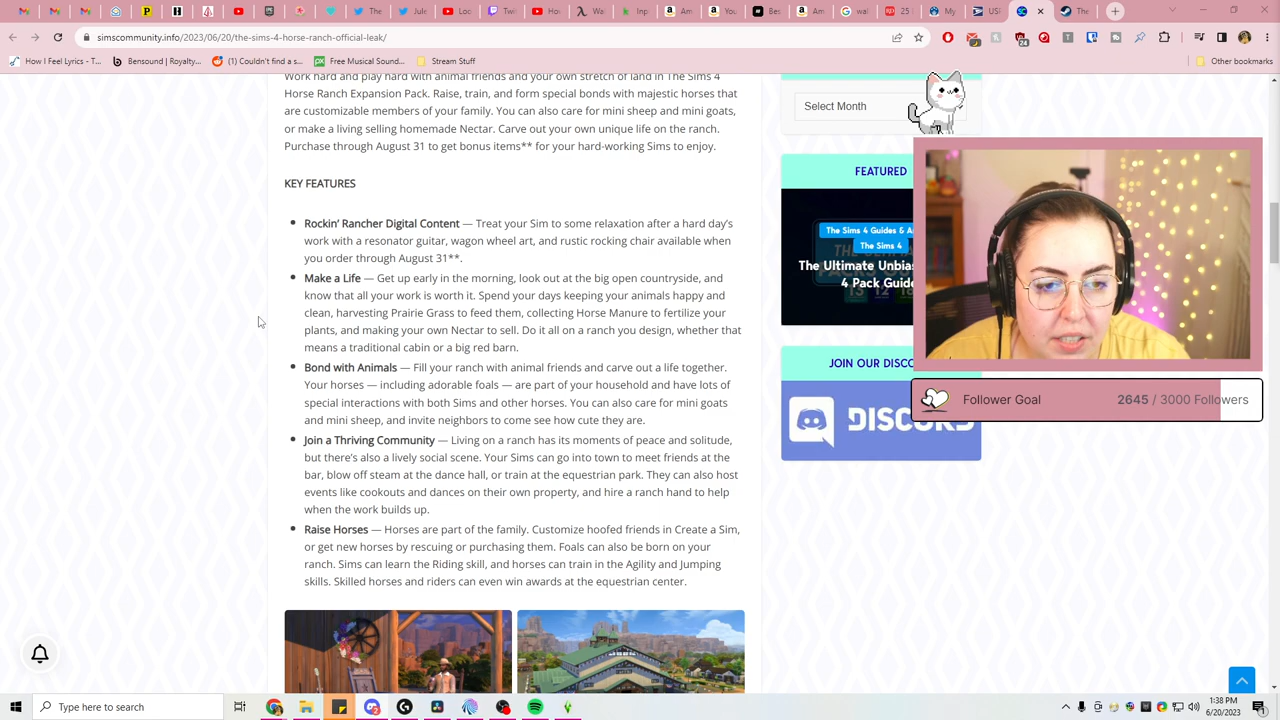 You
The
Jule
You
Hor
Wal
Inp
Am
You
Bes
Am
wai
25
My
USI
The
simscommunity.info/2023/06/20/the-sims-4-horse-ranch-official-leak/
How I Feel Lyrics - T...
Bensound | Royalty...
(1) Couldn't find a s...
Free Musical Sound...
Stream Stuff
Other bookmarks
Work hard and play hard with animal friends and your own stretch of land in The Sims 4
Horse Ranch Expansion Pack. Raise, train, and form special bonds with majestic horses that
are customizable members of your family. You can also care for mini sheep and mini goats,
or make a living selling homemade Nectar. Carve out your own unique life on the ranch.
Purchase through August 31 to get bonus items** for your hard-working Sims to enjoy.
KEY FEATURES
Rockin' Rancher Digital Content — Treat your Sim to some relaxation after a hard day's
work with a resonator guitar, wagon wheel art, and rustic rocking chair available when
you order through August 31**.
Make a Life — Get up early in the morning, look out at the big open countryside, and
know that all your work is worth it. Spend your days keeping your animals happy and
clean, harvesting Prairie Grass to feed them, collecting Horse Manure to fertilize your
plants, and making your own Nectar to sell. Do it all on a ranch you design, whether that
means a traditional cabin or a big red barn.
Bond with Animals — Fill your ranch with animal friends and carve out a life together.
Your horses — including adorable foals — are part of your household and have lots of
special interactions with both Sims and other horses. You can also care for mini goats
and mini sheep, and invite neighbors to come see how cute they are.
Join a Thriving Community — Living on a ranch has its moments of peace and solitude,
but there's also a lively social scene. Your Sims can go into town to meet friends at the
bar, blow off steam at the dance hall, or train at the equestrian park. They can also host
events like cookouts and dances on their own property, and hire a ranch hand to help
when the work builds up.
Raise Horses — Horses are part of the family. Customize hoofed friends in Create a Sim,
or get new horses by rescuing or purchasing them. Foals can also be born on your
ranch. Sims can learn the Riding skill, and horses can train in the Agility and Jumping
skills. Skilled horses and riders can even win awards at the equestrian center.
Select Month
FEATURED
The Sims 4 Guides & A
The Sims 4
The Ultimate Unbias
4 Pack Guide
JOIN OUR DISCO
DISCORD
Follower Goal
2645 / 3000 Followers
Type here to search
1:38 PM
6/20/2023